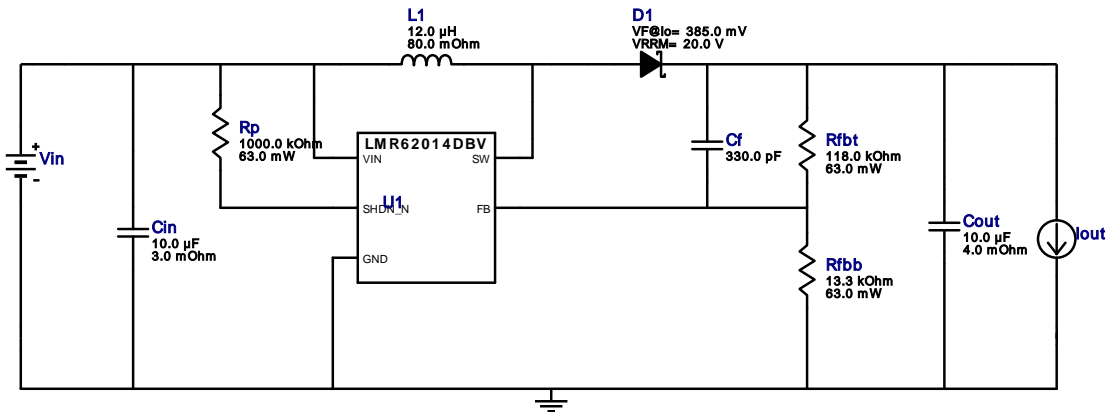 L1
12.0 µH
80.0 mOhm
D1
VF@Io= 385.0 mV
VRRM= 20.0 V
Rp
1000.0 kOhm
63.0 mW
LMR62014DBV
VIN
SW
Cf
330.0 pF
Rfbt
118.0 kOhm
63.0 mW
+
Vin
-
SHDN_N
U1
FB
Cin
10.0 µF
3.0 mOhm
Cout
10.0 µF
4.0 mOhm
Iout
GND
Rfbb
13.3 kOhm
63.0 mW